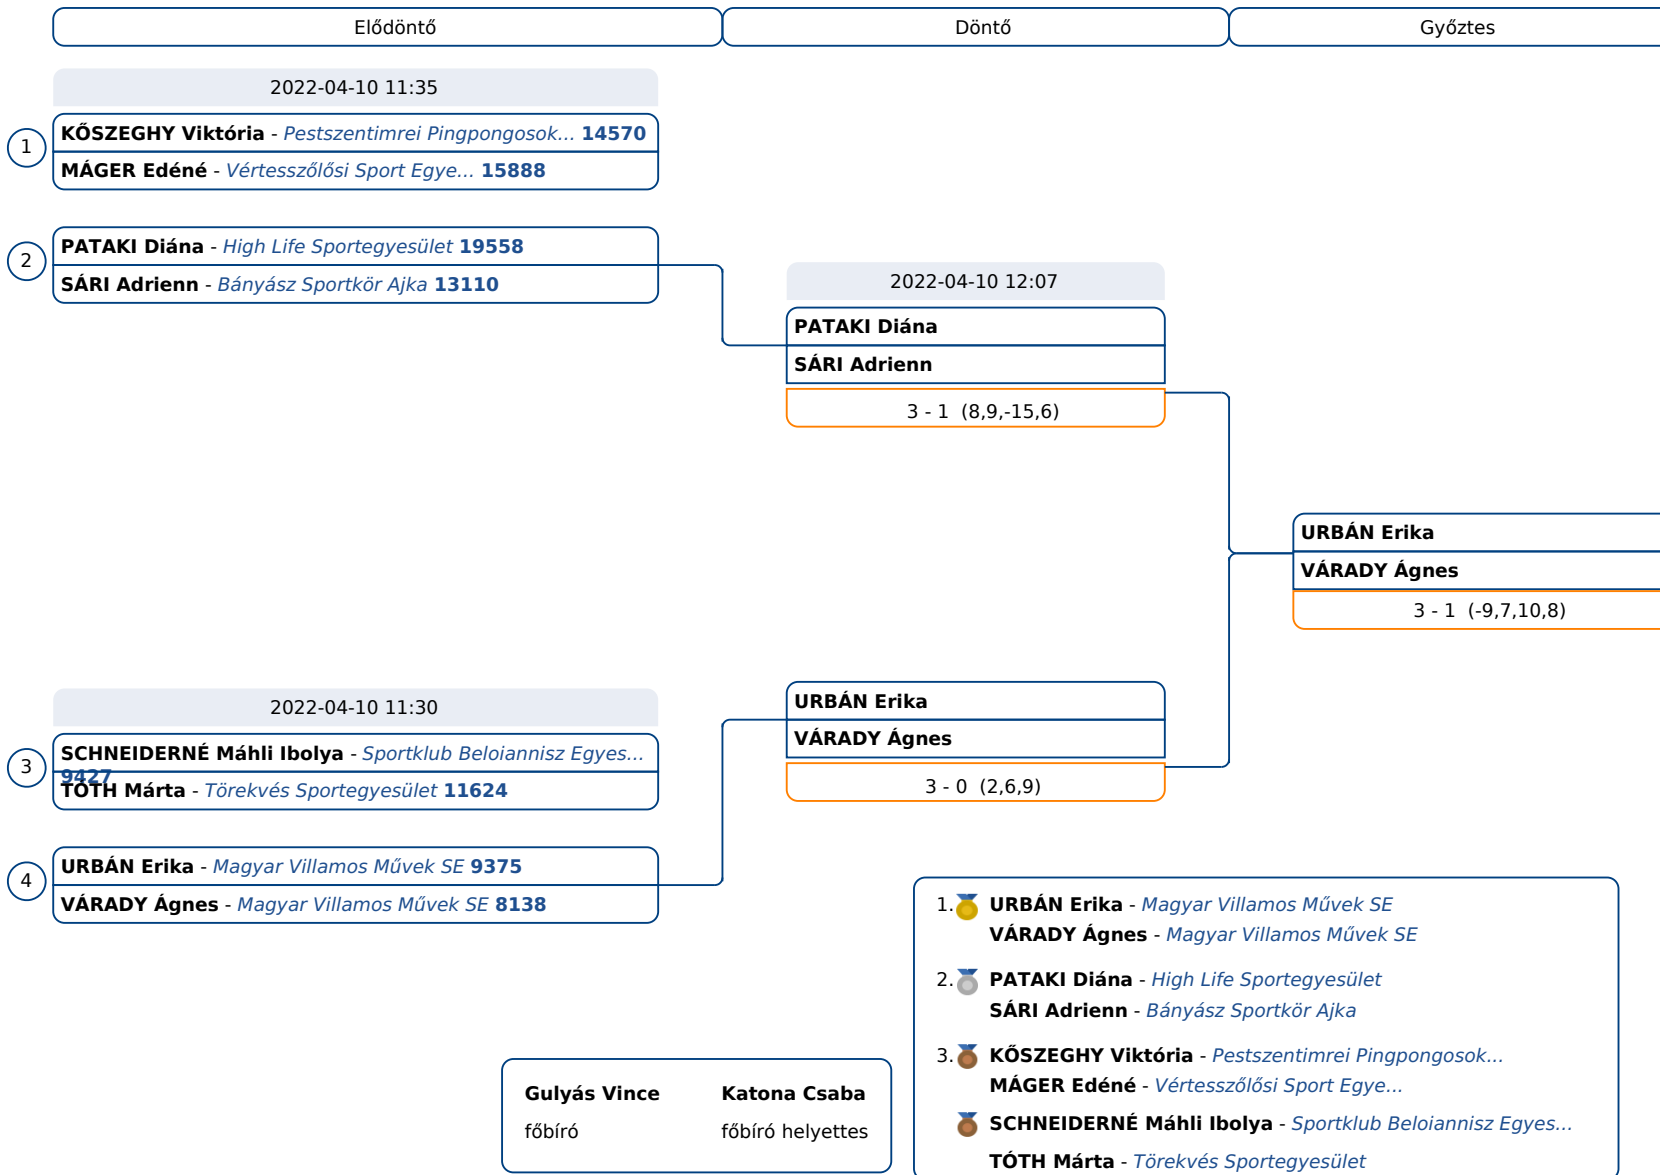 Elődöntő
Döntő
Győztes
2022-04-10 11:35
1
KŐSZEGHY Viktória - Pestszentimrei Pingpongosok... 14570
MÁGER Edéné - Vértesszőlősi Sport Egye... 15888
2
PATAKI Diána - High Life Sportegyesület 19558
SÁRI Adrienn - Bányász Sportkör Ajka 13110
2022-04-10 12:07
PATAKI Diána
SÁRI Adrienn
3 - 1 (8,9,-15,6)
URBÁN Erika
VÁRADY Ágnes
3 - 1 (-9,7,10,8)
2022-04-10 11:30
3
SCHNEIDERNÉ Máhli Ibolya - Sportklub Beloiannisz Egyes...
9427
TÓTH Márta - Törekvés Sportegyesület 11624
URBÁN Erika
VÁRADY Ágnes
3 - 0 (2,6,9)
4
URBÁN Erika - Magyar Villamos Művek SE 9375
VÁRADY Ágnes - Magyar Villamos Művek SE 8138
1. URBÁN Erika - Magyar Villamos Művek SE
VÁRADY Ágnes - Magyar Villamos Művek SE
2. PATAKI Diána - High Life Sportegyesület
SÁRI Adrienn - Bányász Sportkör Ajka
3. KŐSZEGHY Viktória - Pestszentimrei Pingpongosok...
MÁGER Edéné - Vértesszőlősi Sport Egye...
SCHNEIDERNÉ Máhli Ibolya - Sportklub Beloiannisz Egyes...
TÓTH Márta - Törekvés Sportegyesület
Gulyás Vince
főbíró
Katona Csaba
főbíró helyettes